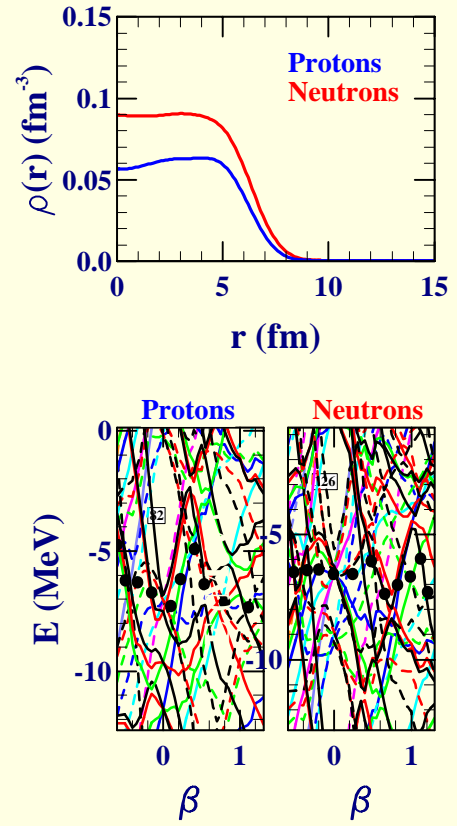 ρ(r) (fm⁻³)
0.15
0.1
0.05
0.0
Protons
Neutrons
0 5 10 15
r (fm)
Protons Neutrons
E (MeV)
0
-5
-10
82
0 1
β
-5
-10
126
0 1
β